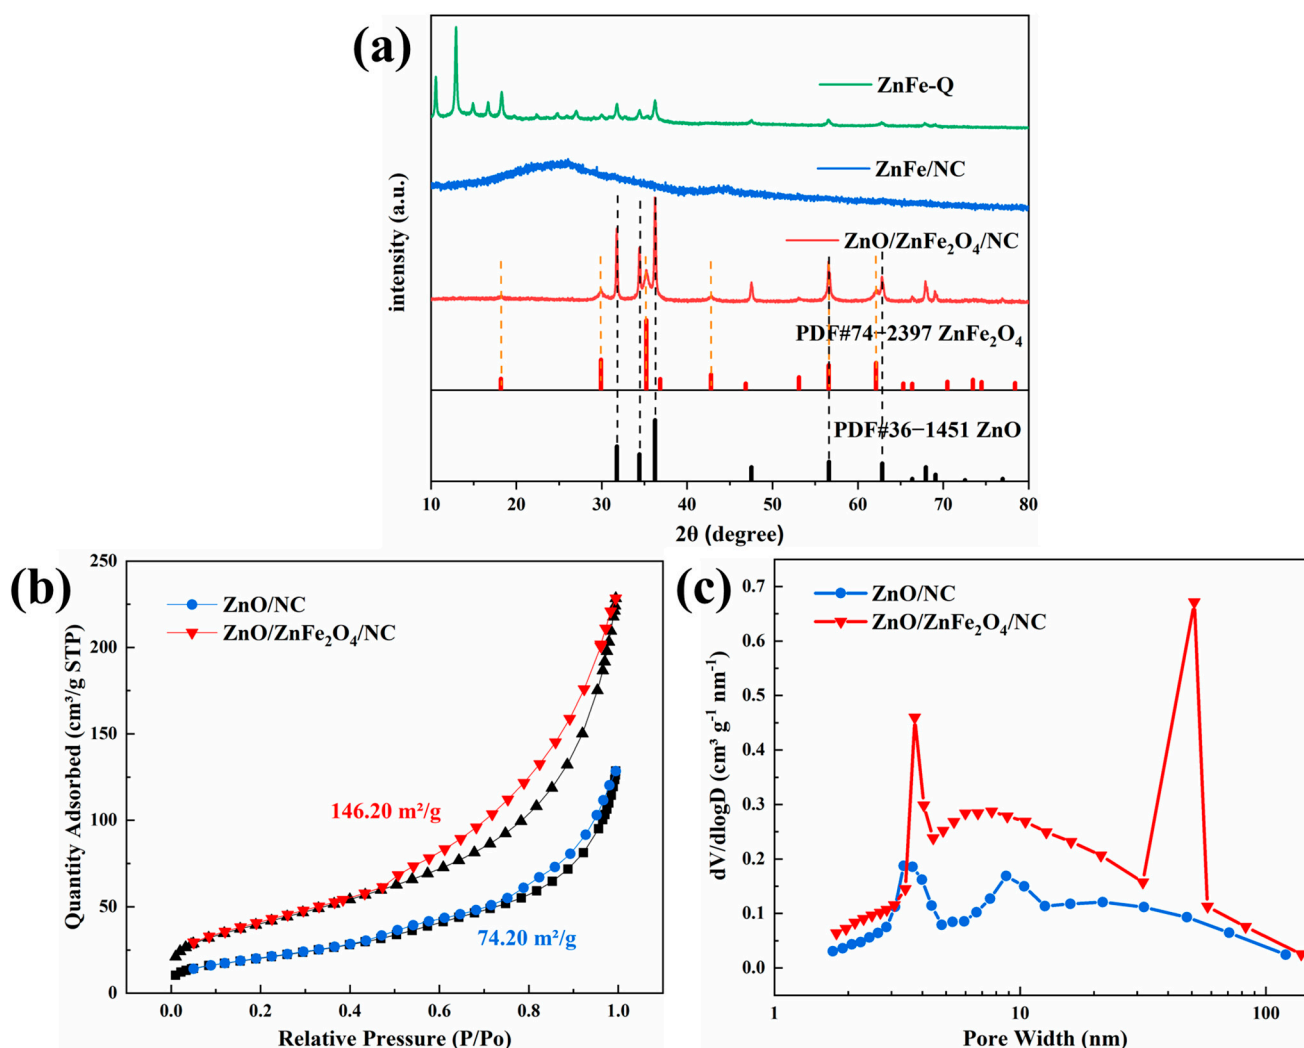 (a)
ZnFe-Q
ZnFe/NC
ZnO/ZnFe₂O₄/NC
PDF#74−2397 ZnFe₂O₄
PDF#36−1451 ZnO
intensity (a.u.)
10 20 30 40 50 60 70 80
2θ (degree)
(b)
ZnO/NC
ZnO/ZnFe₂O₄/NC
146.20 m²/g
74.20 m²/g
Quantity Adsorbed (cm³/g STP)
250
200
150
100
50
0
0.0 0.2 0.4 0.6 0.8 1.0
Relative Pressure (P/Po)
(c)
ZnO/NC
ZnO/ZnFe₂O₄/NC
dV/dlogD (cm³ g⁻¹ nm⁻¹)
0.7
0.6
0.5
0.4
0.3
0.2
0.1
0.0
1 10 100
Pore Width (nm)